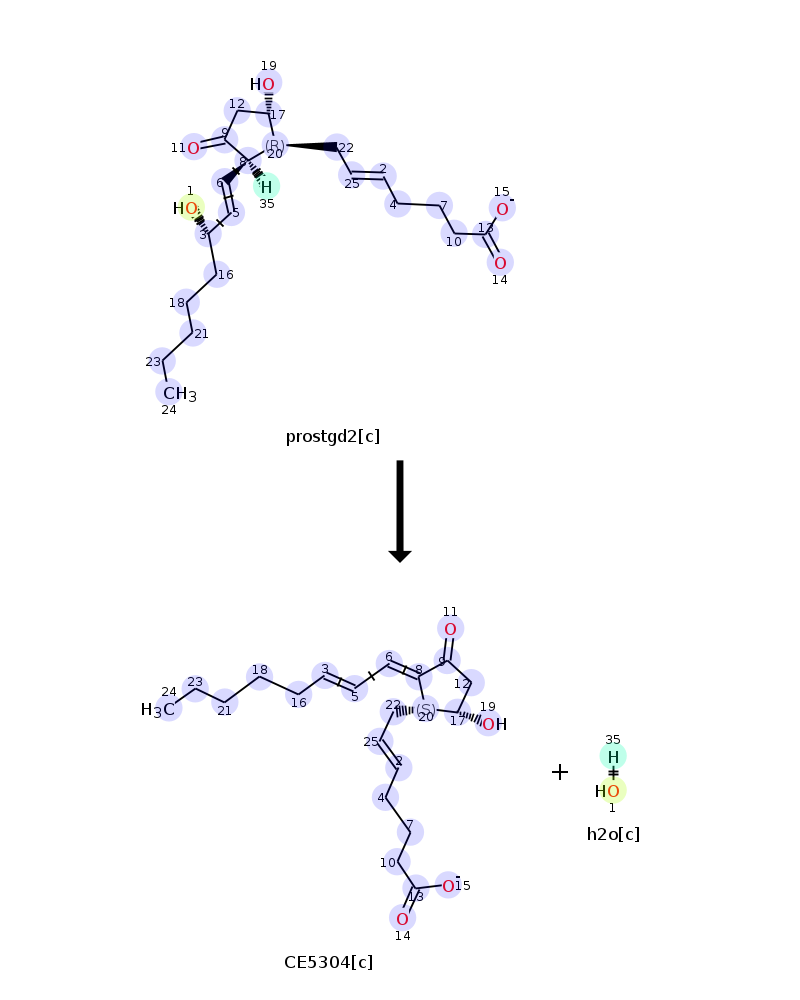 19
HO
12
17
9
11 O
(R)
20
22
8
2
25
6
H
35
1
HO
5
3
4
7
15
O-
13
10
O
14
16
18
21
23
CH3
24
prostgd2[c]
11
O
9
6
8
3
18
23
24
H3C
21
16
5
12
22
(S)
20
17
19
OH
25
2
4
7
10
13
O- 15
O
14
+
35
H
HO
1
h2o[c]
CE5304[c]